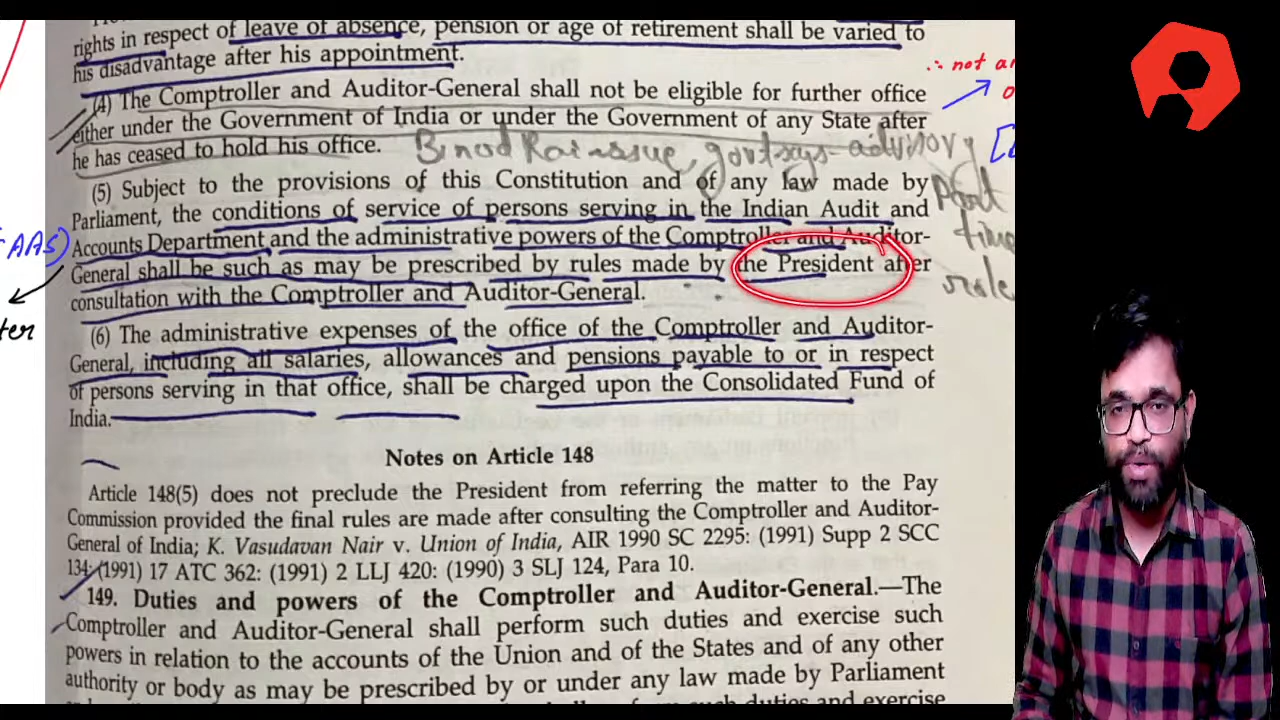 rights in respect of leave of absence, pension or age of retirement shall be varied to
his disadvantage after his appointment.
∴ not an
(4) The Comptroller and Auditor-General shall not be eligible for further office
either under the Government of India or under the Government of any State after
he has ceased to hold his office. Binod Rai issue, govt says advisory
(5) Subject to the provisions of this Constitution and of any law made by
Part
Parliament, the conditions of service of persons serving in the Indian Audit and
time
AAS)
Accounts Department and the administrative powers of the Comptroller and Auditor-
General shall be such as may be prescribed by rules made by the President after
role
consultation with the Comptroller and Auditor-General.
ter
(6) The administrative expenses of the office of the Comptroller and Auditor-
General, including all salaries, allowances and pensions payable to or in respect
of persons serving in that office, shall be charged upon the Consolidated Fund of
India.
Notes on Article 148
Article 148(5) does not preclude the President from referring the matter to the Pay
Commission provided the final rules are made after consulting the Comptroller and Auditor-
General of India; K. Vasudavan Nair v. Union of India, AIR 1990 SC 2295: (1991) Supp 2 SCC
134: (1991) 17 ATC 362: (1991) 2 LLJ 420: (1990) 3 SLJ 124, Para 10.
149. Duties and powers of the Comptroller and Auditor-General.—The
Comptroller and Auditor-General shall perform such duties and exercise such
powers in relation to the accounts of the Union and of the States and of any other
authority or body as may be prescribed by or under any law made by Parliament